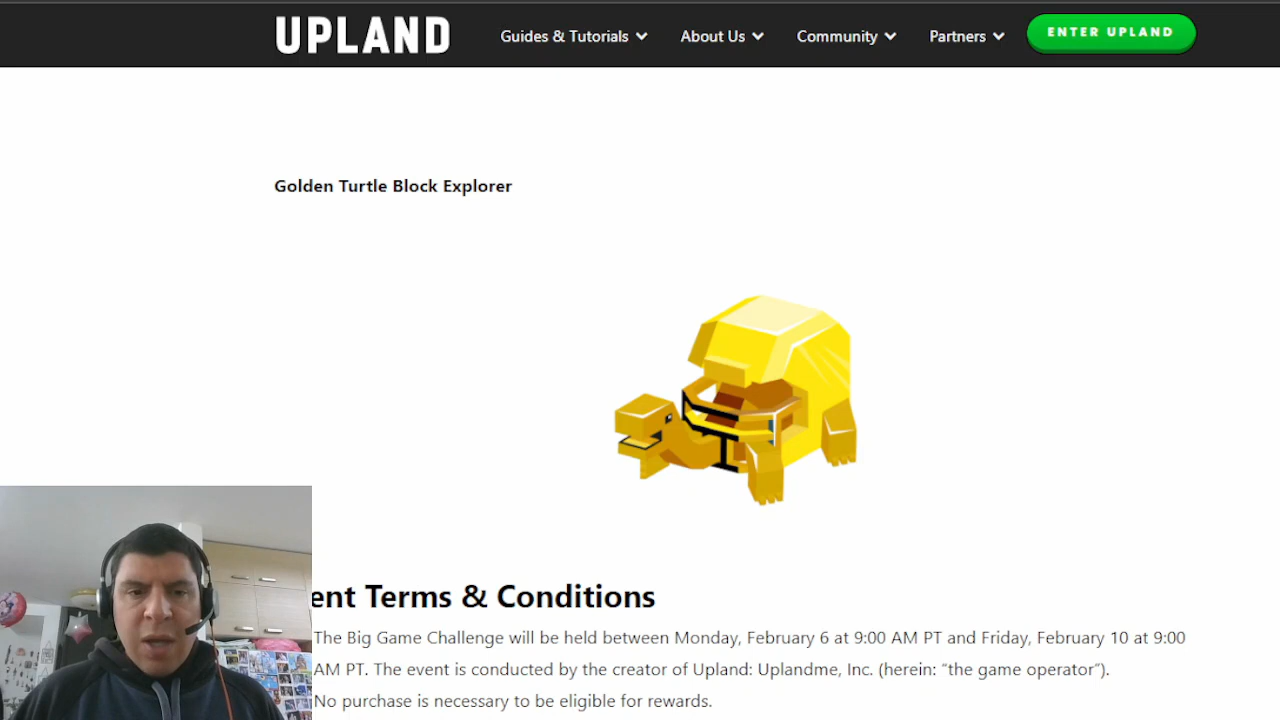 UPLAND
Guides & Tutorials
About Us
Community
Partners
ENTER UPLAND
Golden Turtle Block Explorer
ent Terms & Conditions
The Big Game Challenge will be held between Monday, February 6 at 9:00 AM PT and Friday, February 10 at 9:00
AM PT. The event is conducted by the creator of Upland: Uplandme, Inc. (herein: “the game operator”).
No purchase is necessary to be eligible for rewards.